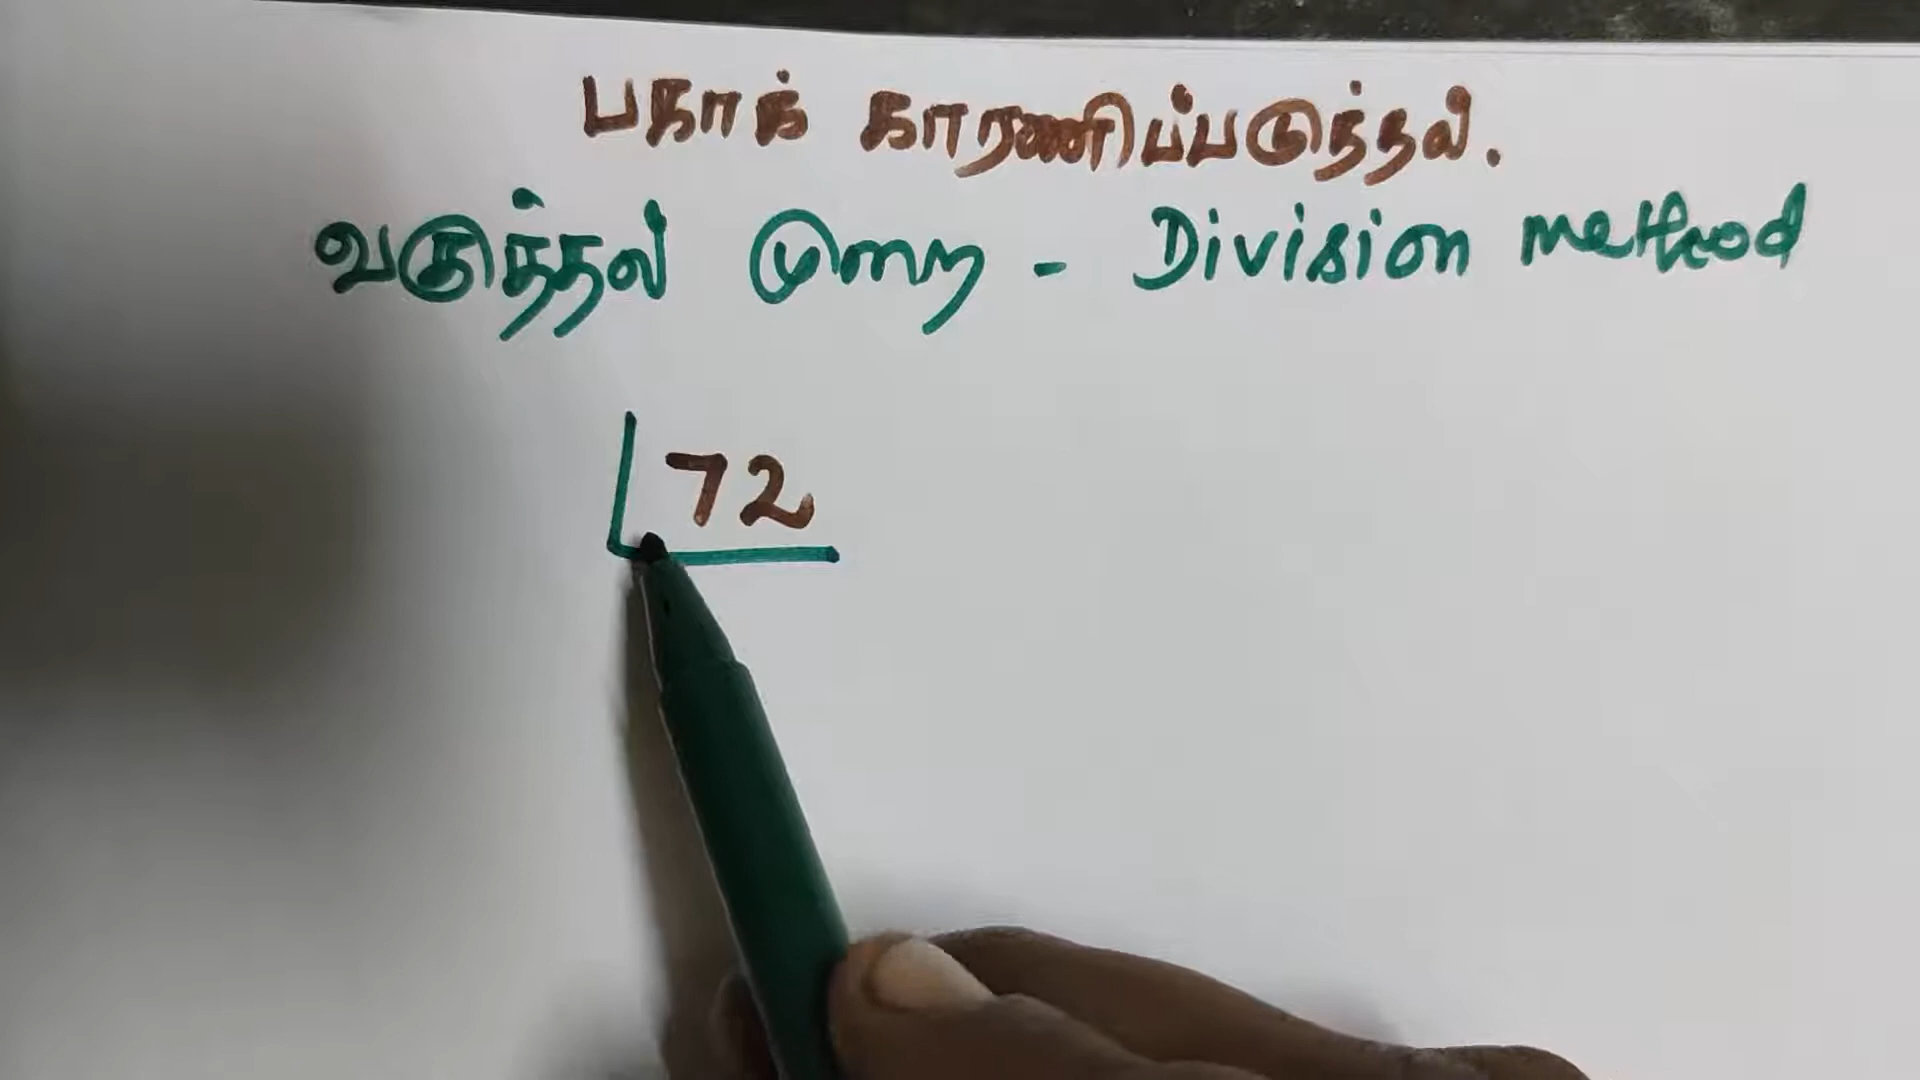 பகாக் காரணிப்படுத்தல்.
வகுத்தல் முறை - Division method
72